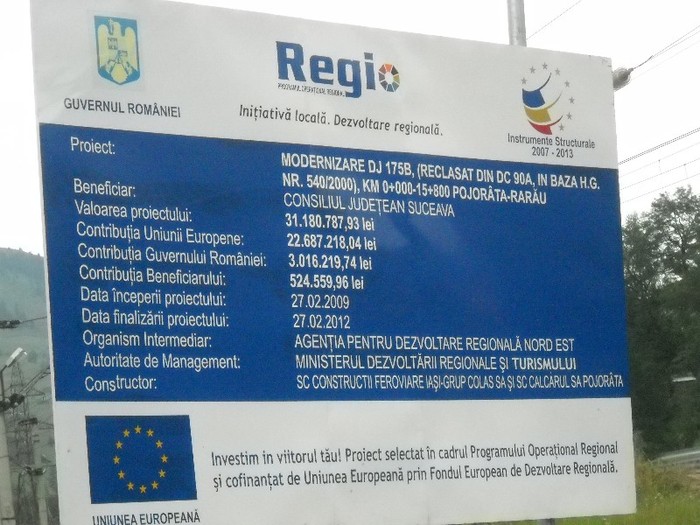 GUVERNUL ROMÂNIEI
Regio
PROGRAMUL OPERAȚIONAL REGIONAL
Inițiativă locală. Dezvoltare regională.
Instrumente Structurale
2007 - 2013
Proiect: MODERNIZARE DJ 175B, (RECLASAT DIN DC 90A, IN BAZA H.G.
NR. 540/2000), KM 0+000-15+800 POJORÂTA-RARĂU
Beneficiar: CONSILIUL JUDEȚEAN SUCEAVA
Valoarea proiectului: 31.180.787,93 lei
Contribuția Uniunii Europene: 22.687.218,04 lei
Contribuția Guvernului României: 3.016.219,74 lei
Contribuția Beneficiarului: 524.559,96 lei
Data începerii proiectului: 27.02.2009
Data finalizării proiectului: 27.02.2012
Organism Intermediar: AGENȚIA PENTRU DEZVOLTARE REGIONALĂ NORD EST
Autoritate de Management: MINISTERUL DEZVOLTĂRII REGIONALE ȘI TURISMULUI
Constructor: SC CONSTRUCTII FEROVIARE IAȘI-GRUP COLAS SA ȘI SC CALCARUL SA POJORÂTA
Investim in viitorul tău! Proiect selectat în cadrul Programului Operațional Regional
și cofinanțat de Uniunea Europeană prin Fondul European de Dezvoltare Regională.
UNIUNEA EUROPEANĂ